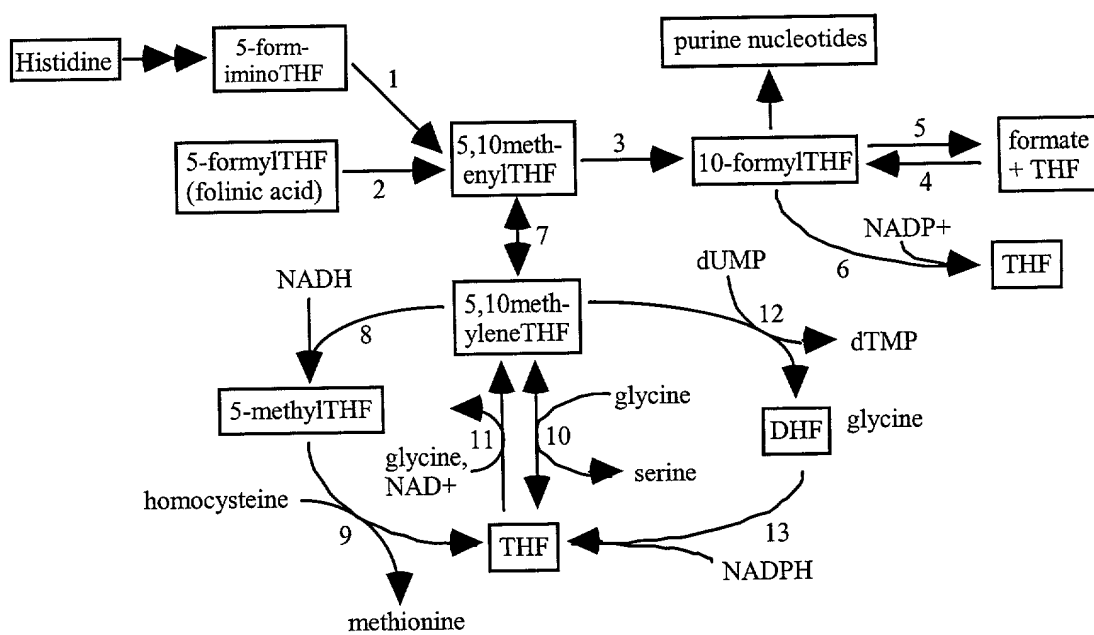 purine nucleotides
Histidine
5-form-
iminoTHF
1
5-formylTHF
(folinic acid)
2
5,10meth-
enylTHF
3
10-formylTHF
5
4
formate
+ THF
7
6
NADP+
THF
NADH
8
5,10meth-
yleneTHF
dUMP
12
dTMP
5-methylTHF
11
glycine,
NAD+
10
glycine
serine
DHF
glycine
homocysteine
9
THF
13
NADPH
methionine